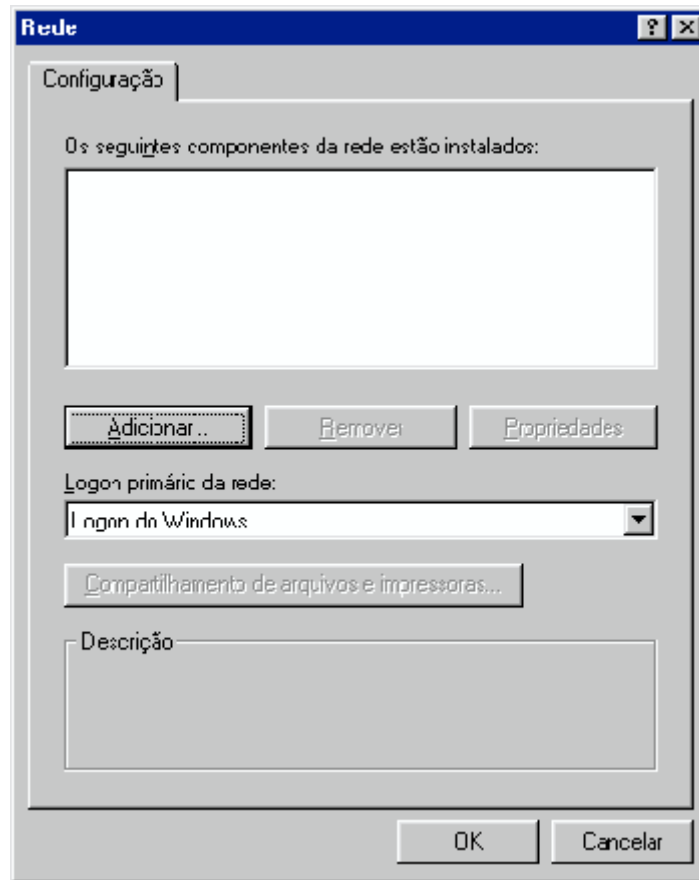 Rede
Configuração
Os seguintes componentes da rede estão instalados:
Adicionar...
Remover
Propriedades
Logon primário da rede:
Logon do Windows
Compartilhamento de arquivos e impressoras...
Descrição
OK
Cancelar